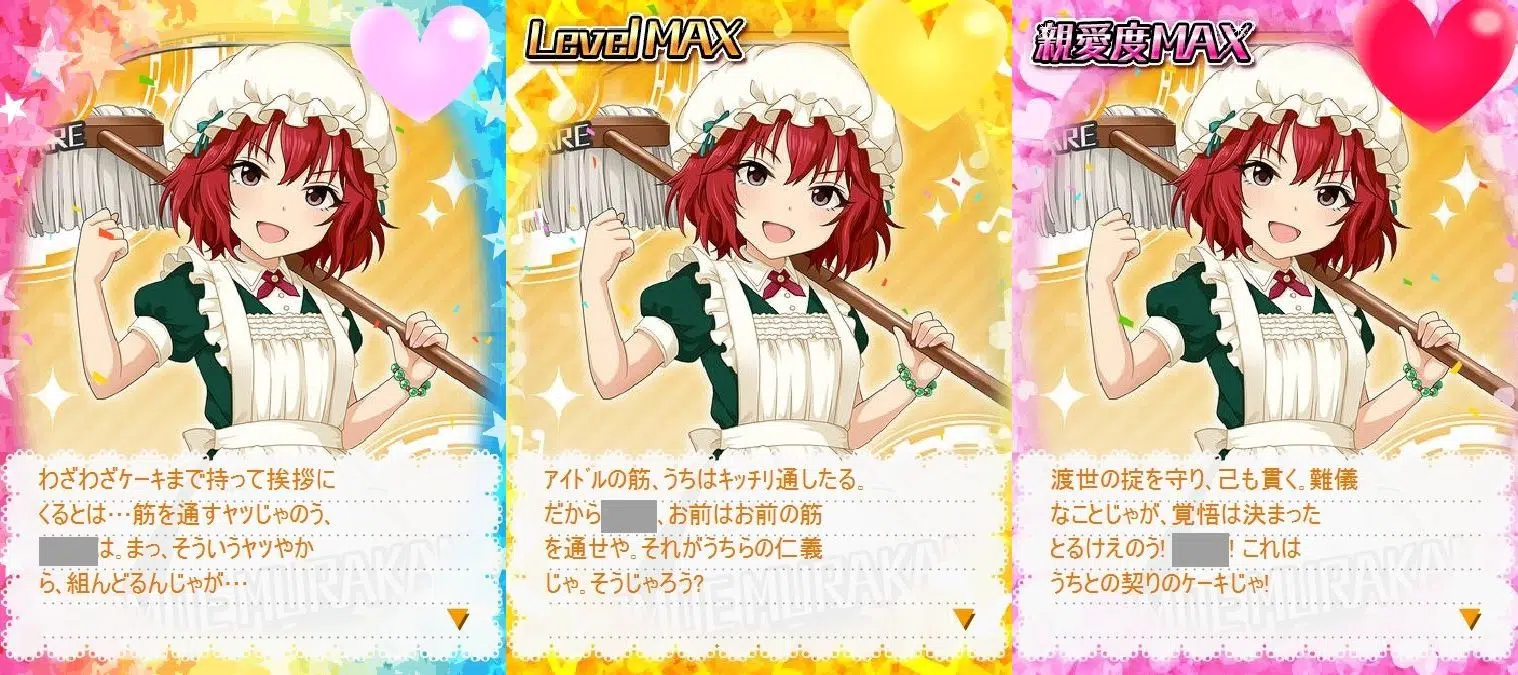 わざわざケーキまで持って挨拶に
くるとは…筋を通すヤツじゃのう、
は。まっ、そういうヤツやか
ら、組んどるんじゃが…
Level MAX
アイドルの筋、うちはキッチリ通したる。
だから、お前はお前の筋
を通せや。それがうちらの仁義
じゃ。そうじゃろう?
親愛度MAX
渡世の掟を守り、己も貫く。難儀
なことじゃが、覚悟は決まった
とるけえのう! ! これは
うちとの契りのケーキじゃ!